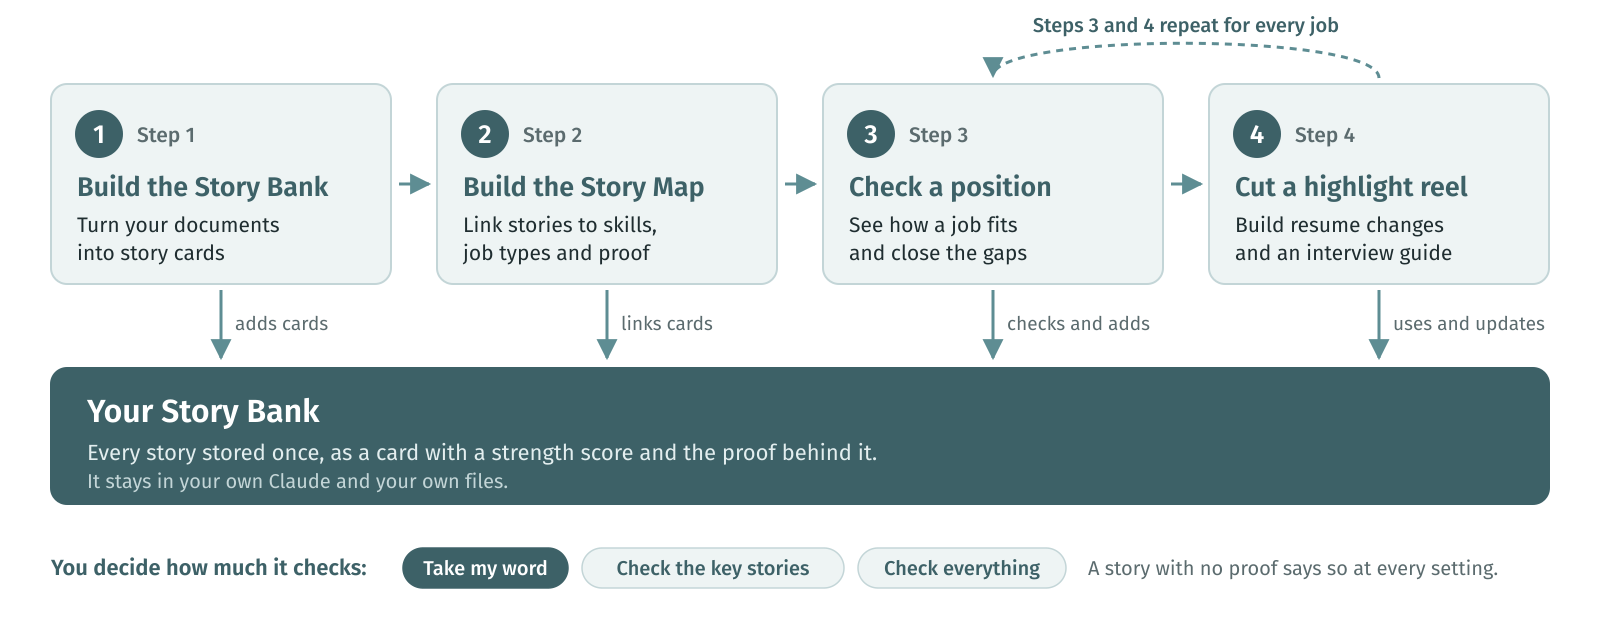 Steps 3 and 4 repeat for every job
1 Step 1
Build the Story Bank
Turn your documents
into story cards
2 Step 2
Build the Story Map
Link stories to skills,
job types and proof
3 Step 3
Check a position
See how a job fits
and close the gaps
4 Step 4
Cut a highlight reel
Build resume changes
and an interview guide
adds cards
links cards
checks and adds
uses and updates
Your Story Bank
Every story stored once, as a card with a strength score and the proof behind it.
It stays in your own Claude and your own files.
You decide how much it checks: Take my word Check the key stories Check everything A story with no proof says so at every setting.